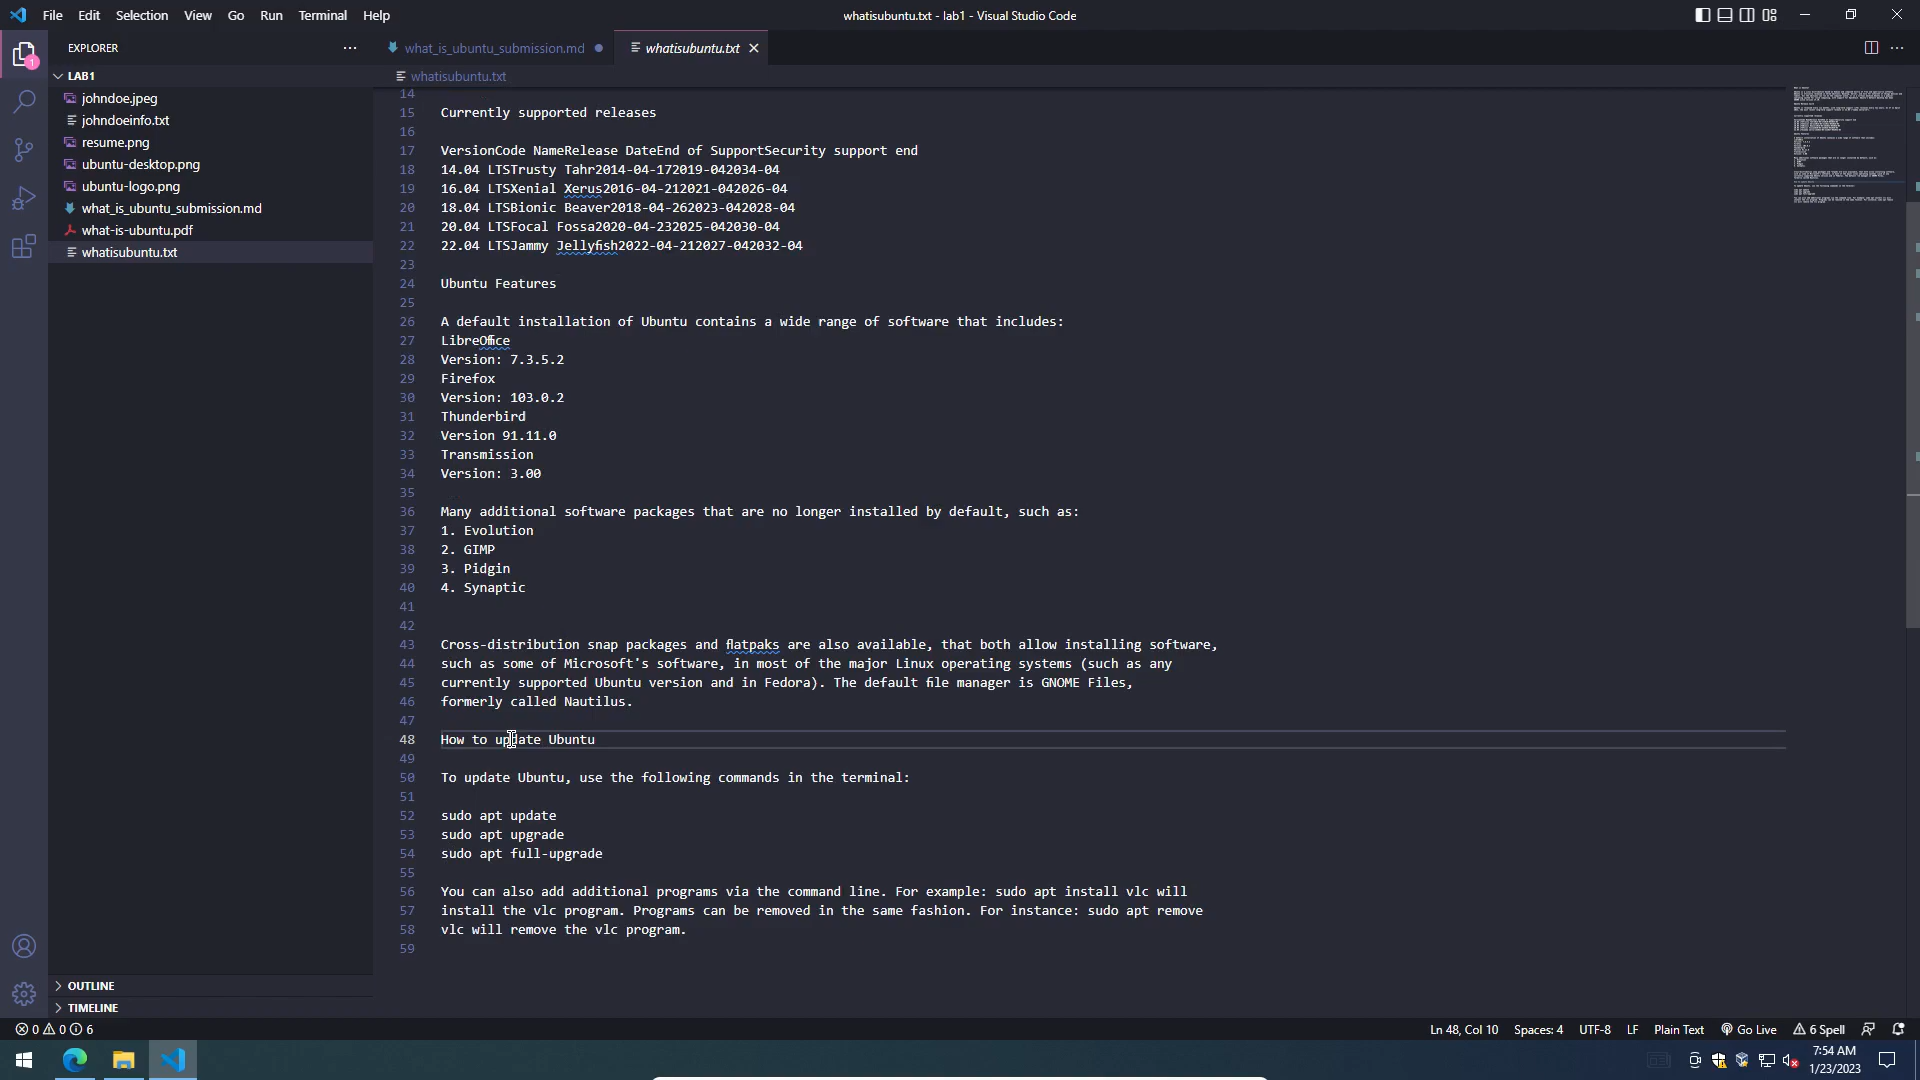 File Edit Selection View Go Run Terminal Help
whatisubuntu.txt - lab1 - Visual Studio Code
EXPLORER
1
LAB1
johndoe.jpeg
johndoeinfo.txt
resume.png
ubuntu-desktop.png
ubuntu-logo.png
what_is_ubuntu_submission.md
what-is-ubuntu.pdf
whatisubuntu.txt
OUTLINE
TIMELINE
what_is_ubuntu_submission.md
whatisubuntu.txt
whatisubuntu.txt
14
15 Currently supported releases
16
17 VersionCode NameRelease DateEnd of SupportSecurity support end
18 14.04 LTSTrusty Tahr2014-04-172019-042034-04
19 16.04 LTSXenial Xerus2016-04-212021-042026-04
20 18.04 LTSBionic Beaver2018-04-262023-042028-04
21 20.04 LTSFocal Fossa2020-04-232025-042030-04
22 22.04 LTSJammy Jellyfish2022-04-212027-042032-04
23
24 Ubuntu Features
25
26 A default installation of Ubuntu contains a wide range of software that includes:
27 LibreOffice
28 Version: 7.3.5.2
29 Firefox
30 Version: 103.0.2
31 Thunderbird
32 Version 91.11.0
33 Transmission
34 Version: 3.00
35
36 Many additional software packages that are no longer installed by default, such as:
37 1. Evolution
38 2. GIMP
39 3. Pidgin
40 4. Synaptic
41
42
43 Cross-distribution snap packages and flatpaks are also available, that both allow installing software,
44 such as some of Microsoft's software, in most of the major Linux operating systems (such as any
45 currently supported Ubuntu version and in Fedora). The default file manager is GNOME Files,
46 formerly called Nautilus.
47
48 How to update Ubuntu
49
50 To update Ubuntu, use the following commands in the terminal:
51
52 sudo apt update
53 sudo apt upgrade
54 sudo apt full-upgrade
55
56 You can also add additional programs via the command line. For example: sudo apt install vlc will
57 install the vlc program. Programs can be removed in the same fashion. For instance: sudo apt remove
58 vlc will remove the vlc program.
59
0 0 6
Ln 48, Col 10 Spaces: 4 UTF-8 LF Plain Text Go Live 6 Spell
7:54 AM
1/23/2023